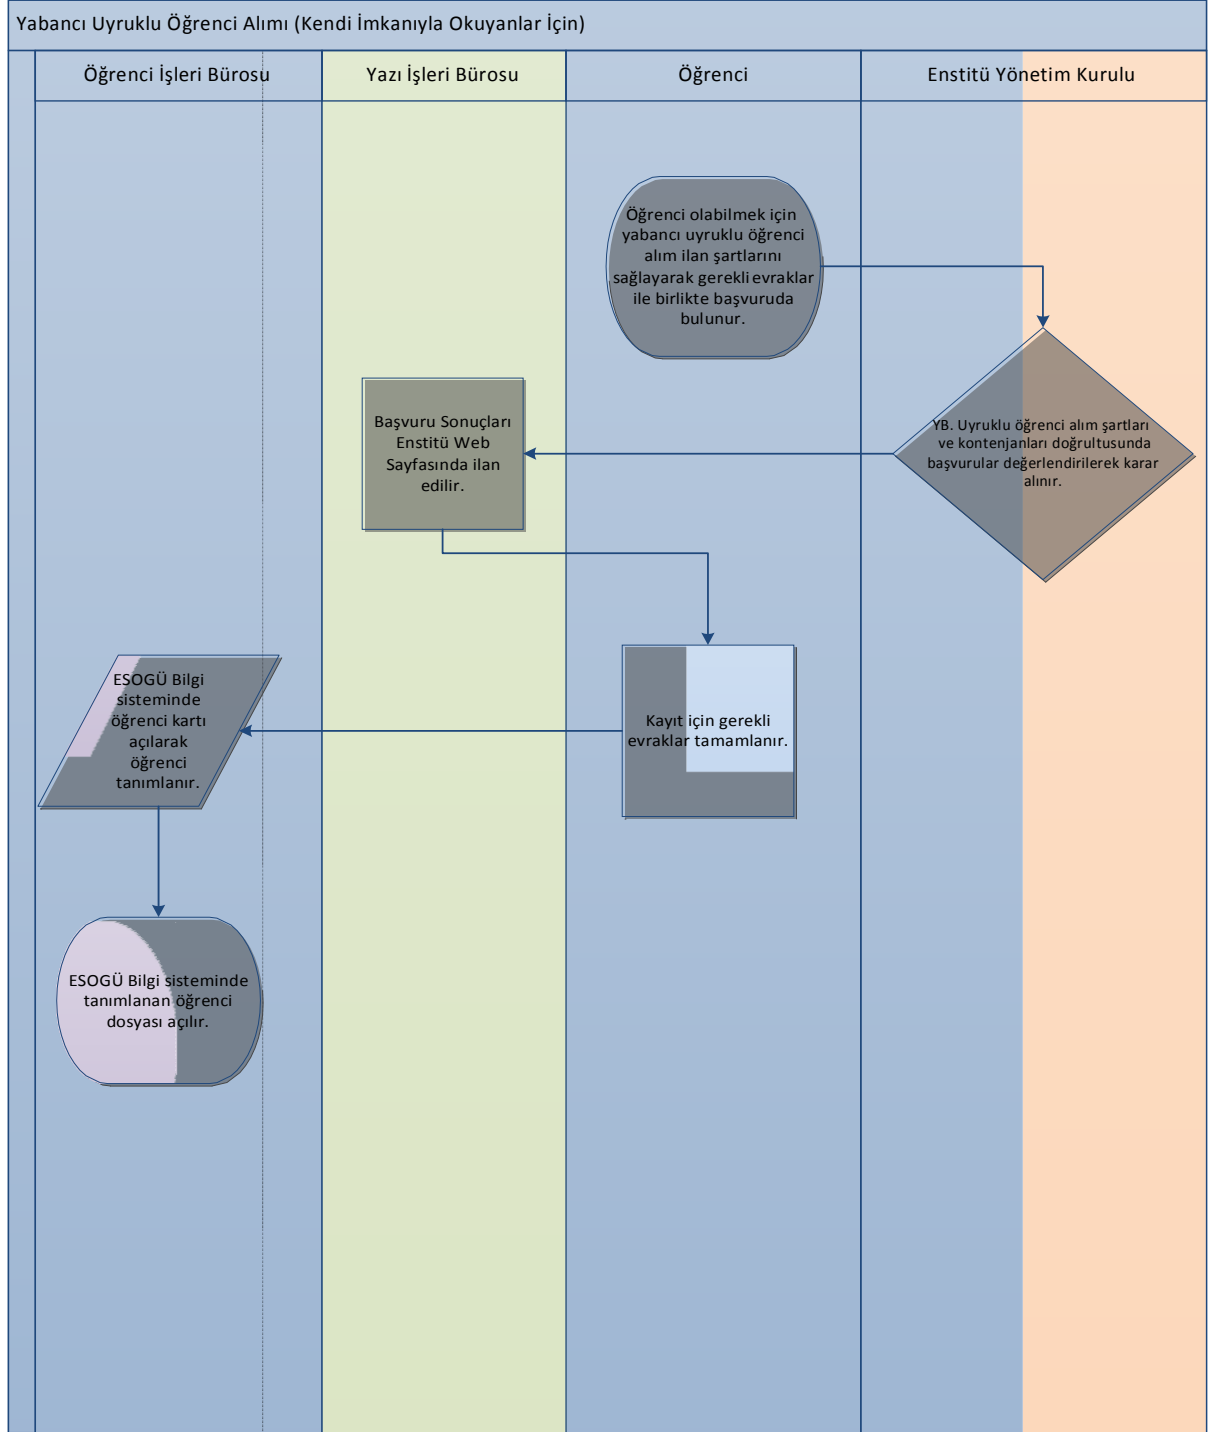 Yabancı Uyruklu Öğrenci Alımı (Kendi İmkanıyla Okuyanlar İçin)
Öğrenci İşleri Bürosu
Yazı İşleri Bürosu
Öğrenci
Enstitü Yönetim Kurulu
Öğrenci olabilmek için
yabancı uyruklu öğrenci
alım ilan şartlarını
sağlayarak gerekli evraklar
ile birlikte başvuruda
bulunur.
YB. Uyruklu öğrenci alım şartları
ve kontenjanları doğrultusunda
başvurular değerlendirilerek karar
alınır.
Başvuru Sonuçları
Enstitü Web
Sayfasında ilan
edilir.
Kayıt için gerekli
evraklar tamamlanır.
ESOGÜ Bilgi
sisteminde
öğrenci kartı
açılarak
öğrenci
tanımlanır.
ESOGÜ Bilgi sisteminde
tanımlanan öğrenci
dosyası açılır.